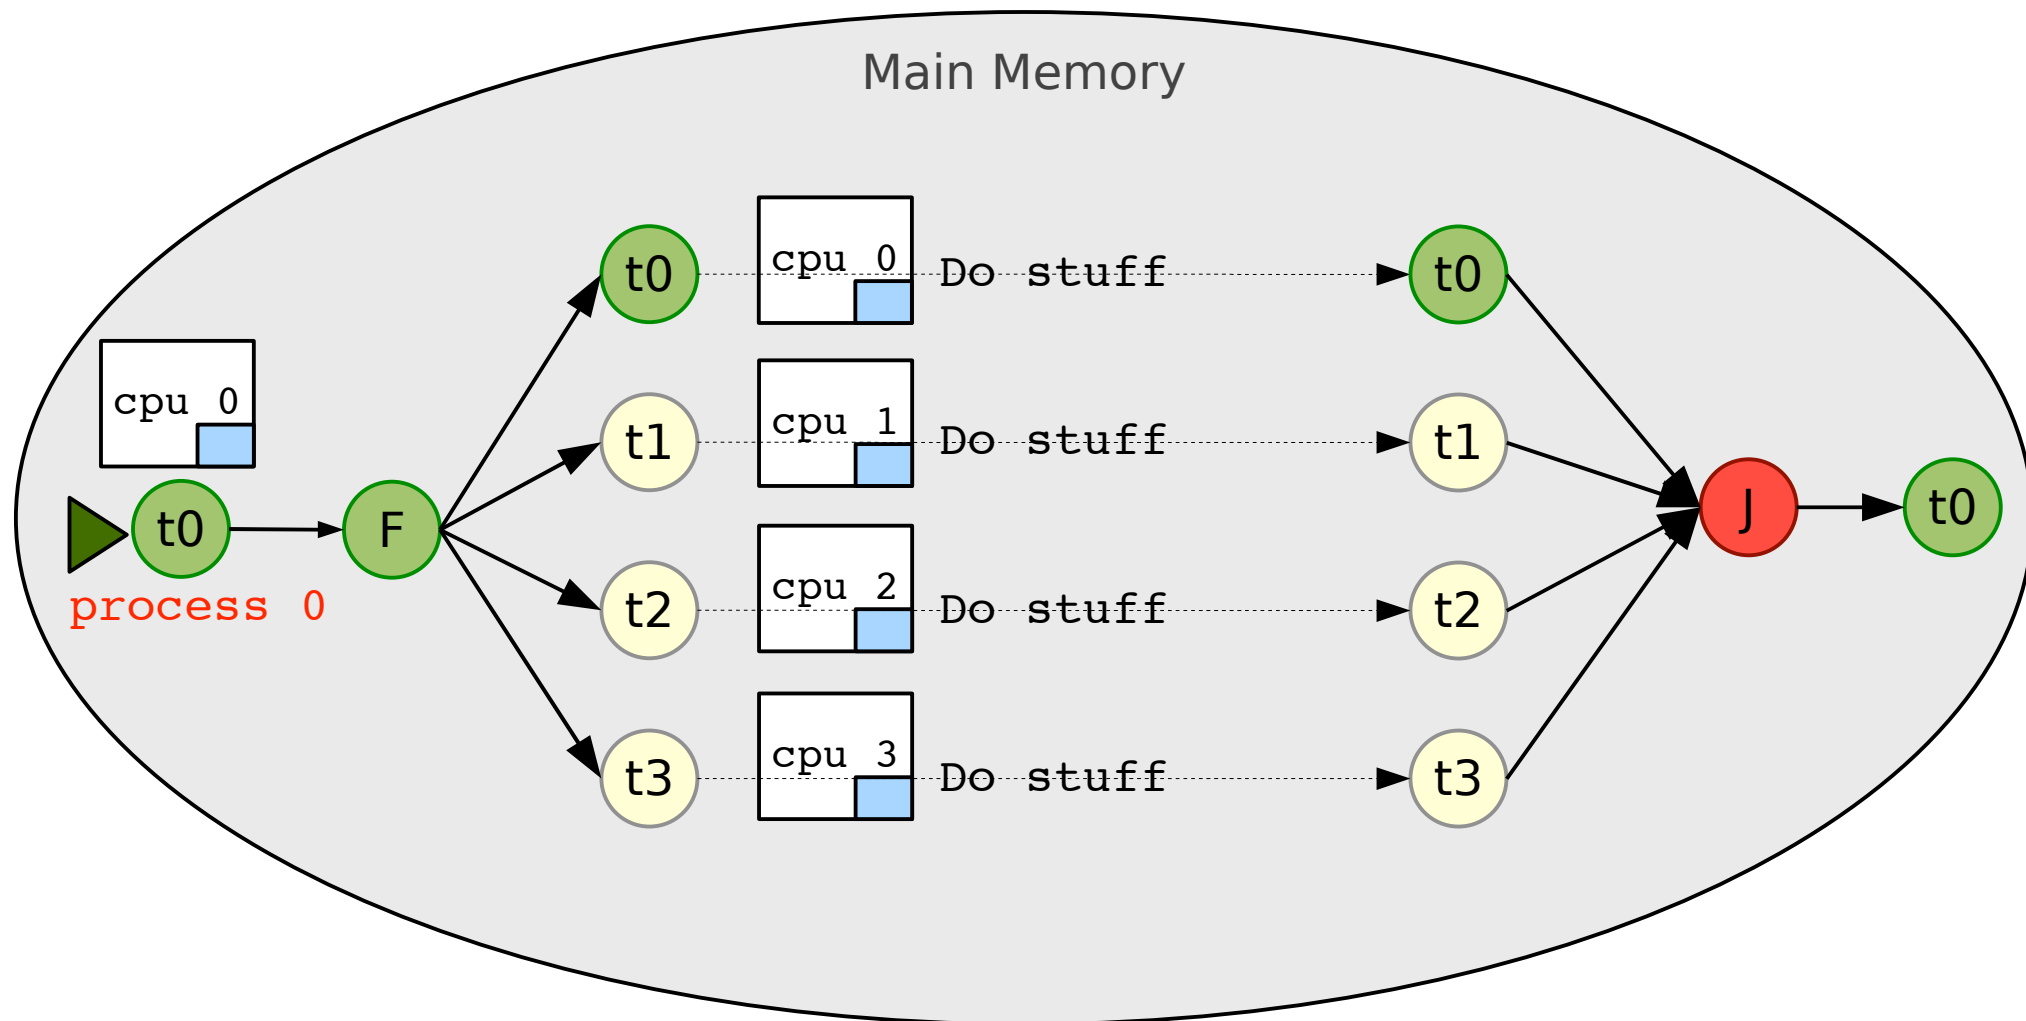 Main Memory
t0 cpu 0 Do stuff t0
cpu 0
t1 cpu 1 Do stuff t1
t0 F J t0
process 0
t2 cpu 2 Do stuff t2
t3 cpu 3 Do stuff t3